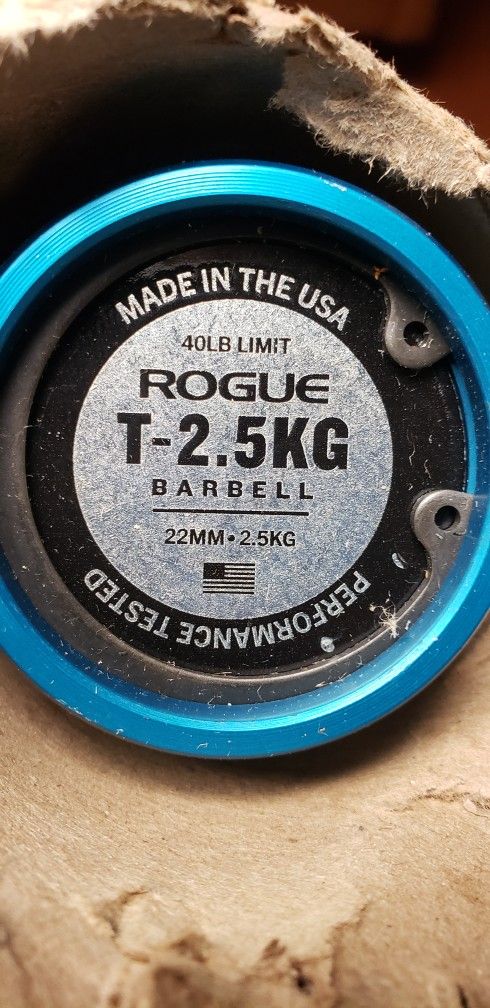 MADE IN THE USA
40LB LIMIT
ROGUE
T-2.5KG
BARBELL
22MM • 2.5KG
PERFORMANCE TESTED